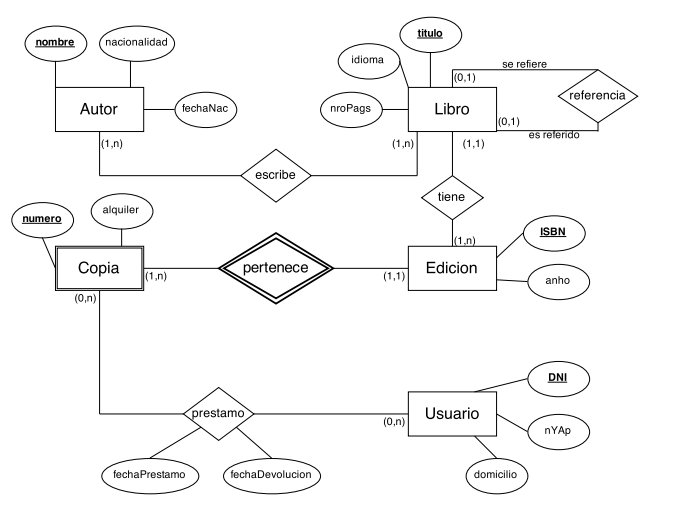 titulo
nombre
nacionalidad
idioma
se refiere
(0,1)
referencia
Autor
fechaNac
nroPags
Libro
(0,1)
es referido
(1,n)
(1,n)
(1,1)
escribe
tiene
numero
alquiler
ISBN
(1,n)
Copia
(1,n)
pertenece
(1,1)
Edicion
anho
(0,n)
DNI
prestamo
Usuario
(0,n)
nYAp
fechaPrestamo
fechaDevolucion
domicilio